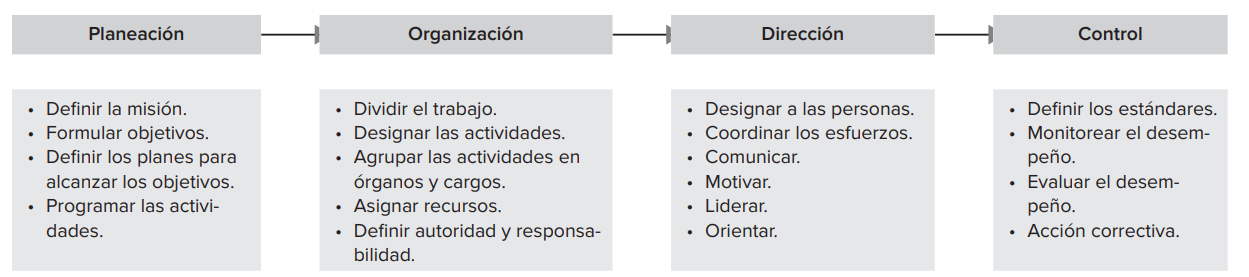 Planeación
Organización
Dirección
Control
• Definir la misión.
• Formular objetivos.
• Definir los planes para
alcanzar los objetivos.
• Programar las activi-
dades.
• Dividir el trabajo.
• Designar las actividades.
• Agrupar las actividades en
órganos y cargos.
• Asignar recursos.
• Definir autoridad y responsa-
bilidad.
• Designar a las personas.
• Coordinar los esfuerzos.
• Comunicar.
• Motivar.
• Liderar.
• Orientar.
• Definir los estándares.
• Monitorear el desem-
peño.
• Evaluar el desem-
peño.
• Acción correctiva.